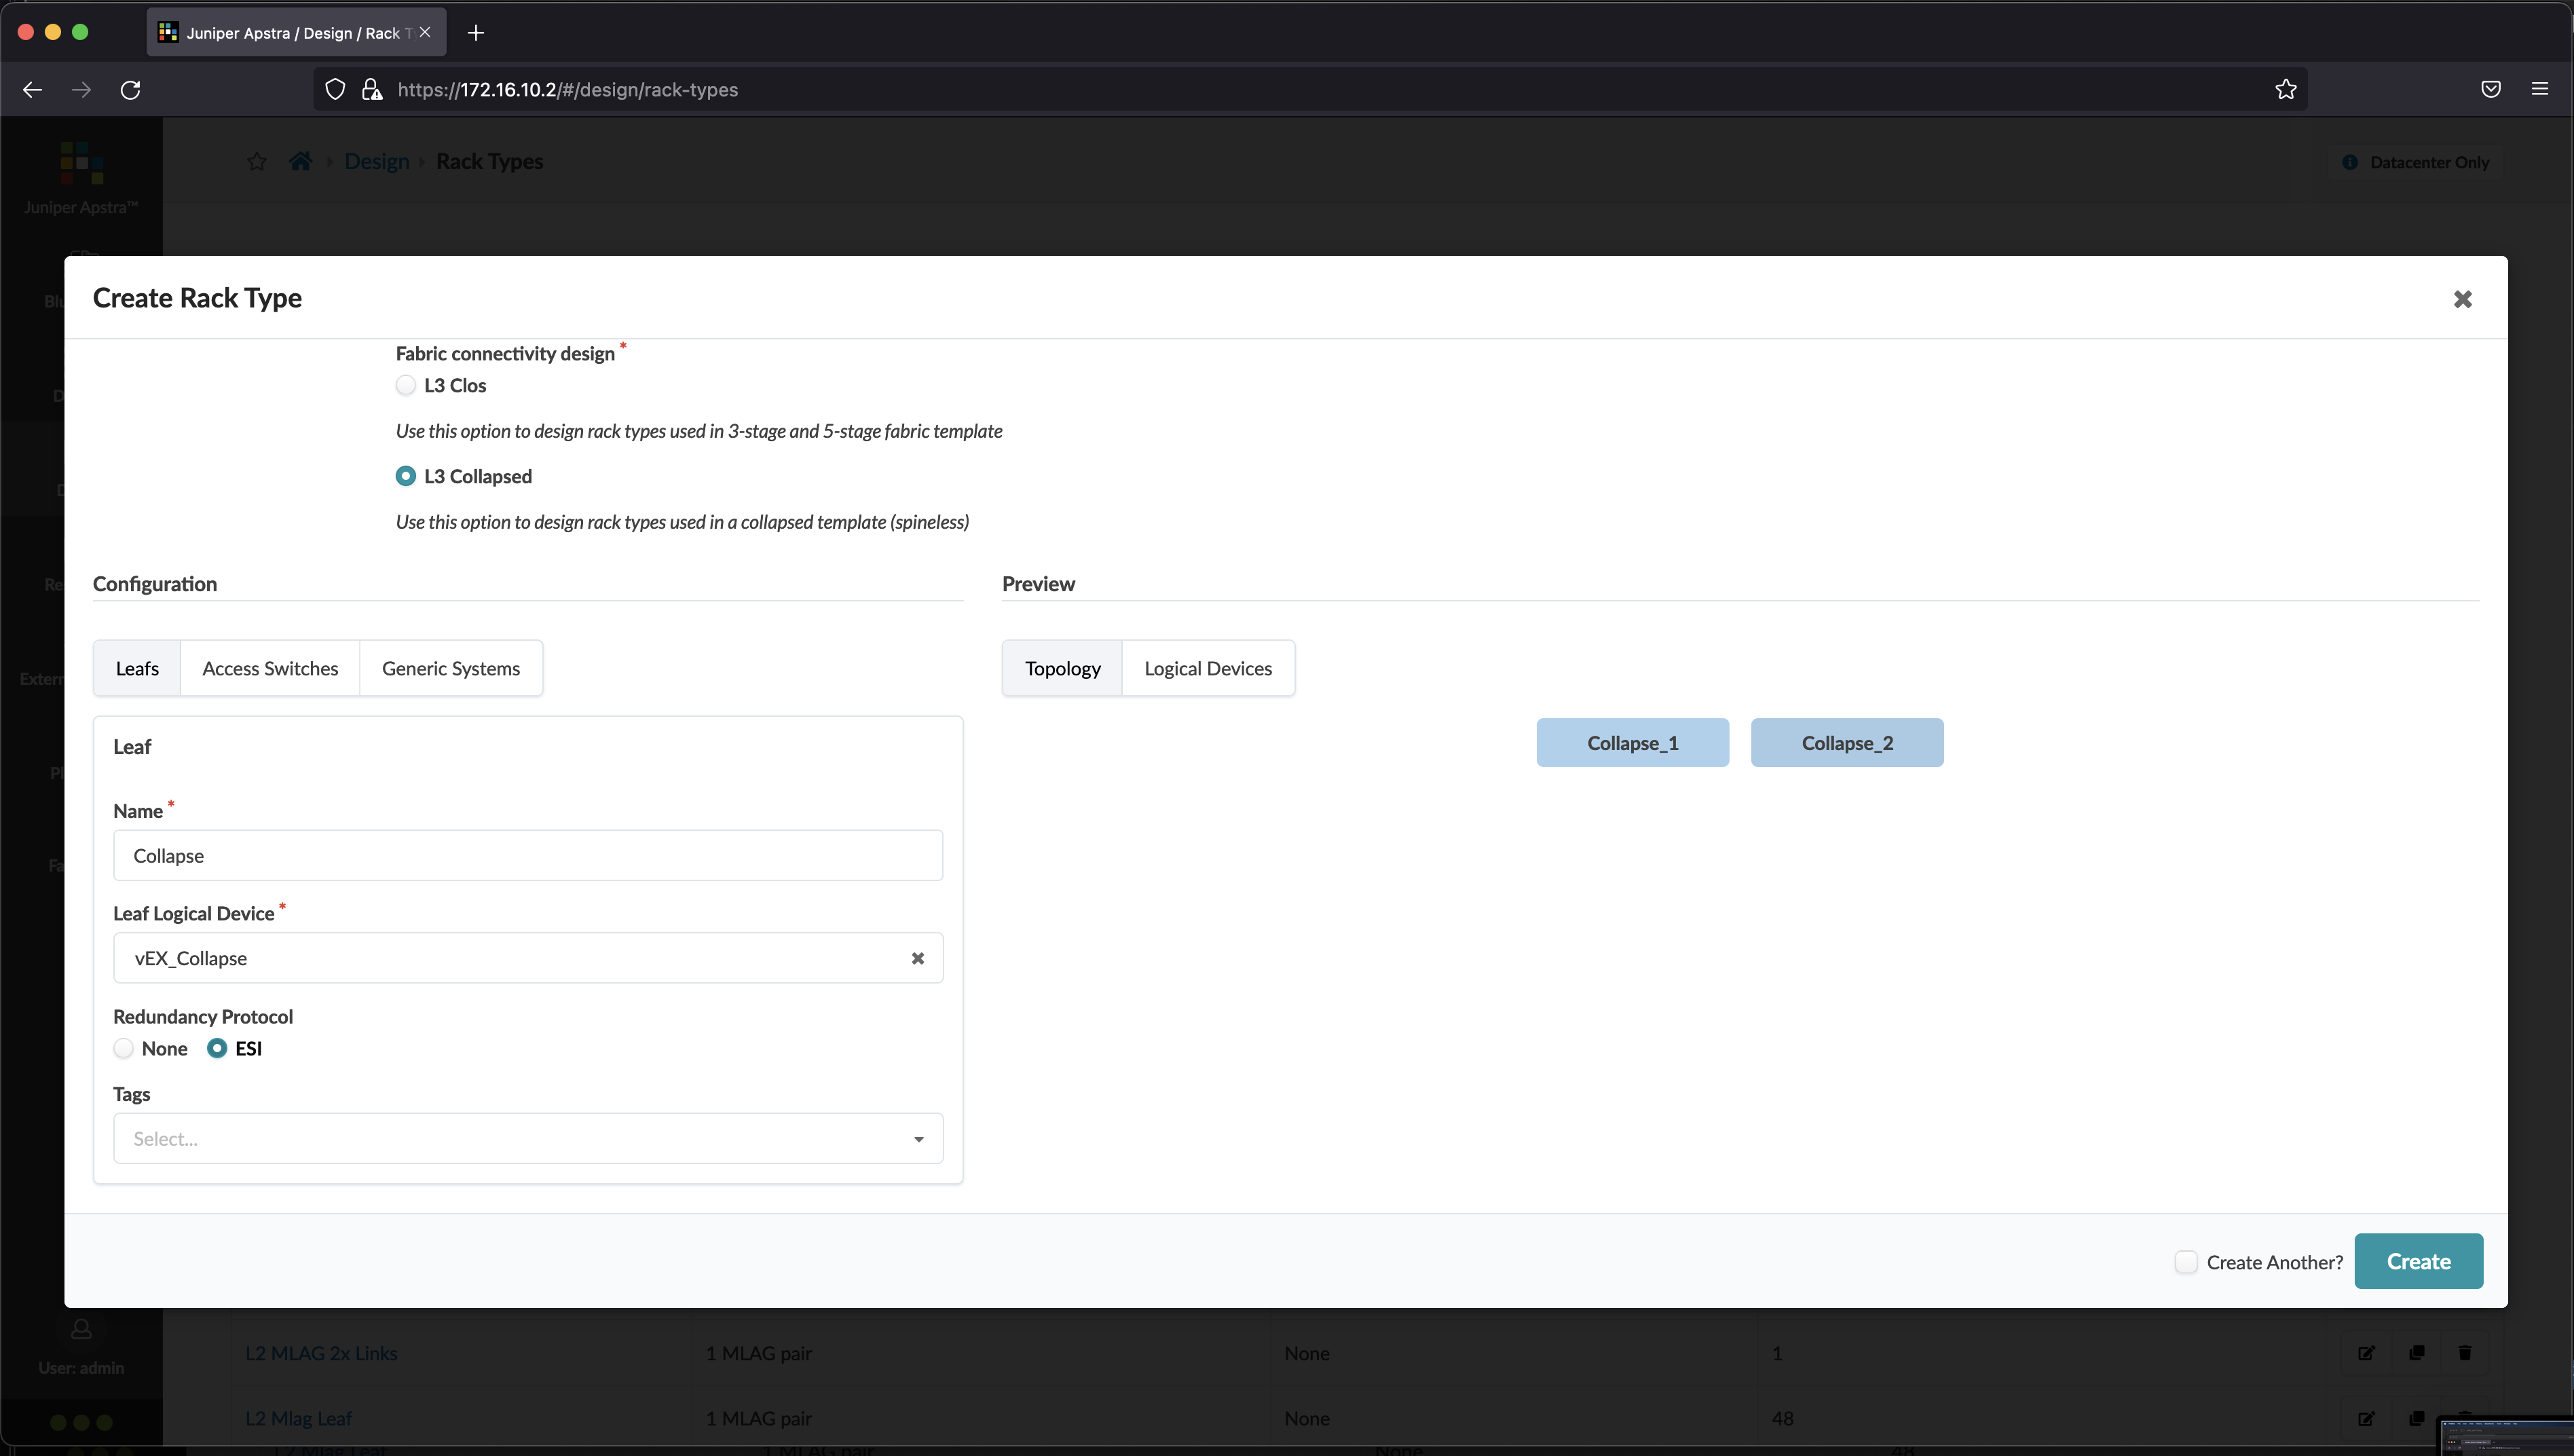 Juniper Apstra / Design / Rack T
https://172.16.10.2/#/design/rack-types
Juniper Apstra™
Design
Rack Types
Datacenter Only
Create Rack Type
Fabric connectivity design *
L3 Clos
Use this option to design rack types used in 3-stage and 5-stage fabric template
L3 Collapsed
Use this option to design rack types used in a collapsed template (spineless)
Configuration
Preview
Leafs
Access Switches
Generic Systems
Topology
Logical Devices
Collapse_1
Collapse_2
Leaf
Name *
Collapse
Leaf Logical Device *
vEX_Collapse
Redundancy Protocol
None
ESI
Tags
Select...
Create Another?
Create
User: admin
L2 MLAG 2x Links
1 MLAG pair
None
1
L2 Mlag Leaf
1 MLAG pair
None
48